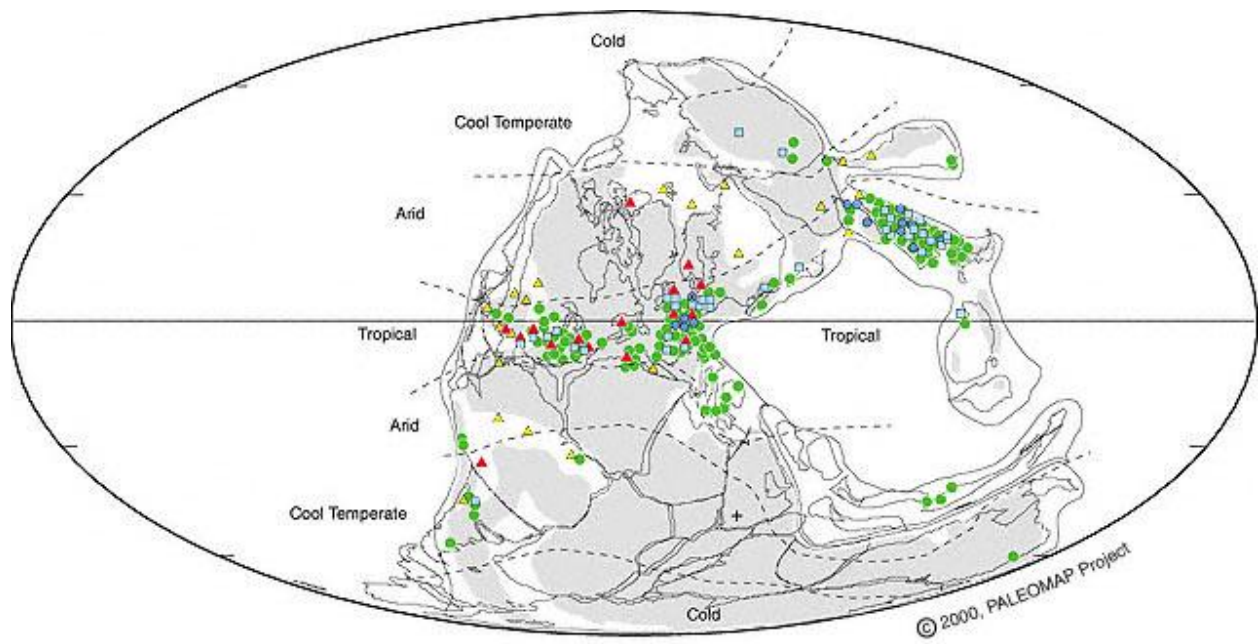 Cold
Cool Temperate
Arid
Tropical
Tropical
Arid
Cool Temperate
Cold
© 2000, PALEOMAP Project